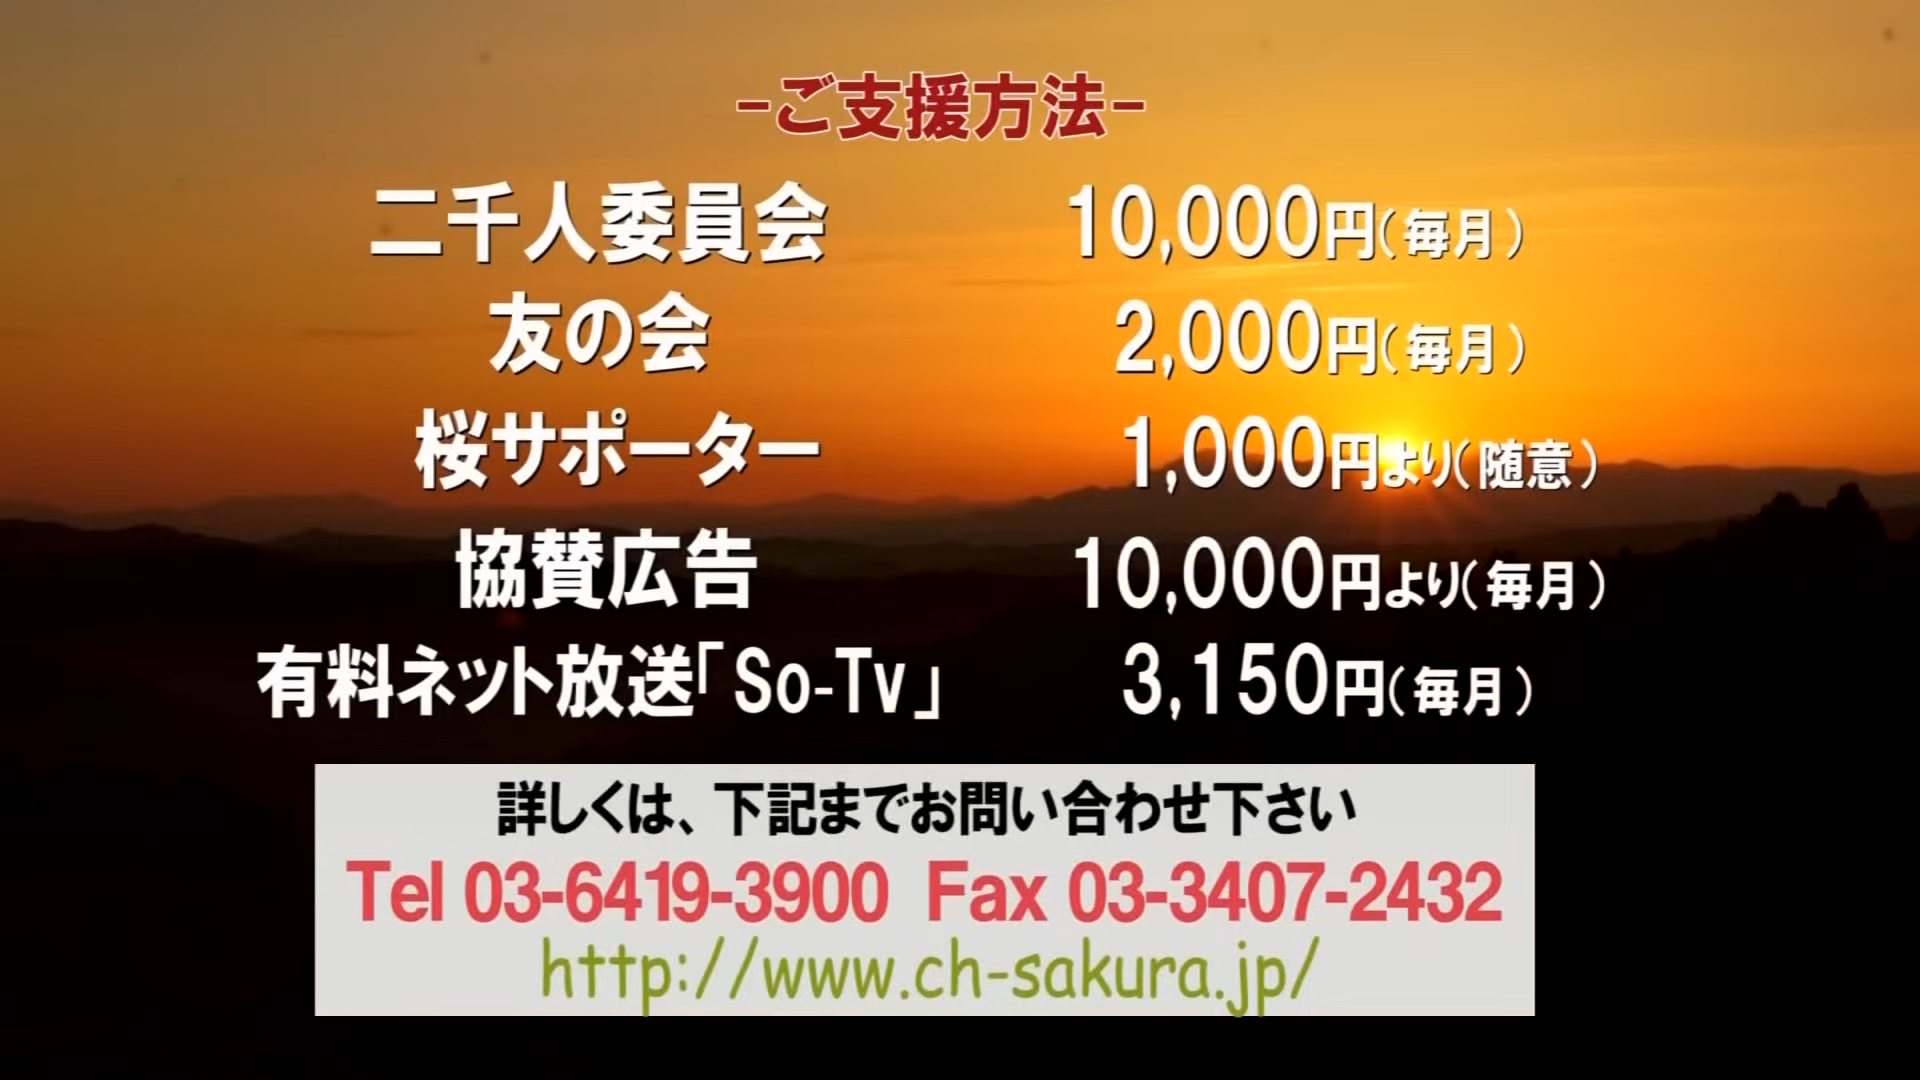 -ご支援方法-
二千人委員会 10,000円(毎月)
友の会 2,000円(毎月)
桜サポーター 1,000円より(随意)
協賛広告 10,000円より(毎月)
有料ネット放送「So-Tv」 3,150円(毎月)
詳しくは、下記までお問い合わせ下さい
Tel 03-6419-3900 Fax 03-3407-2432
http://www.ch-sakura.jp/